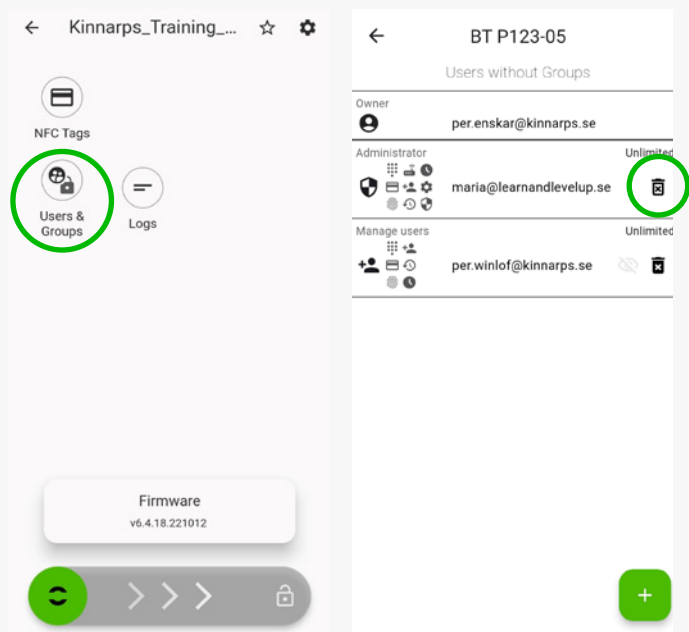 Kinnarps_Training_...
NFC Tags
Users &
Groups
Logs
Firmware
v6.4.18.221012
BT P123-05
Users without Groups
Owner
per.enskar@kinnarps.se
Administrator
Unlimited
maria@learnandlevelup.se
Manage users
Unlimited
per.winlof@kinnarps.se